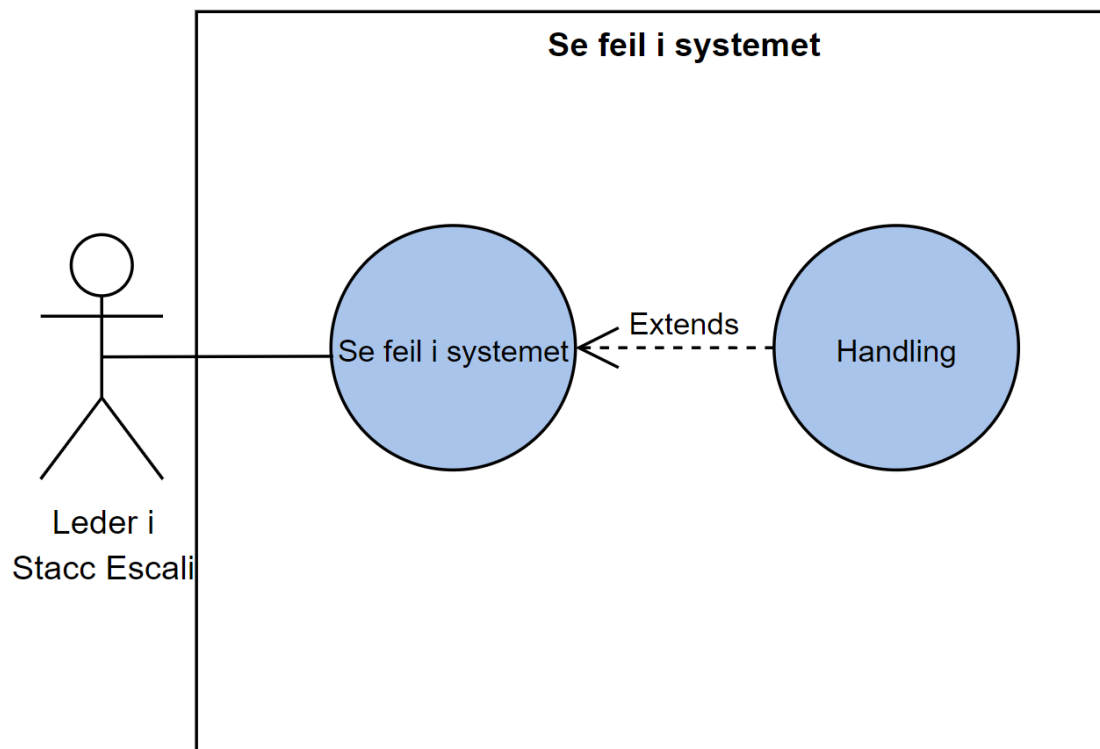 Se feil i systemet
Extends
Se feil i systemet
Handling
Leder i
Stacc Escali